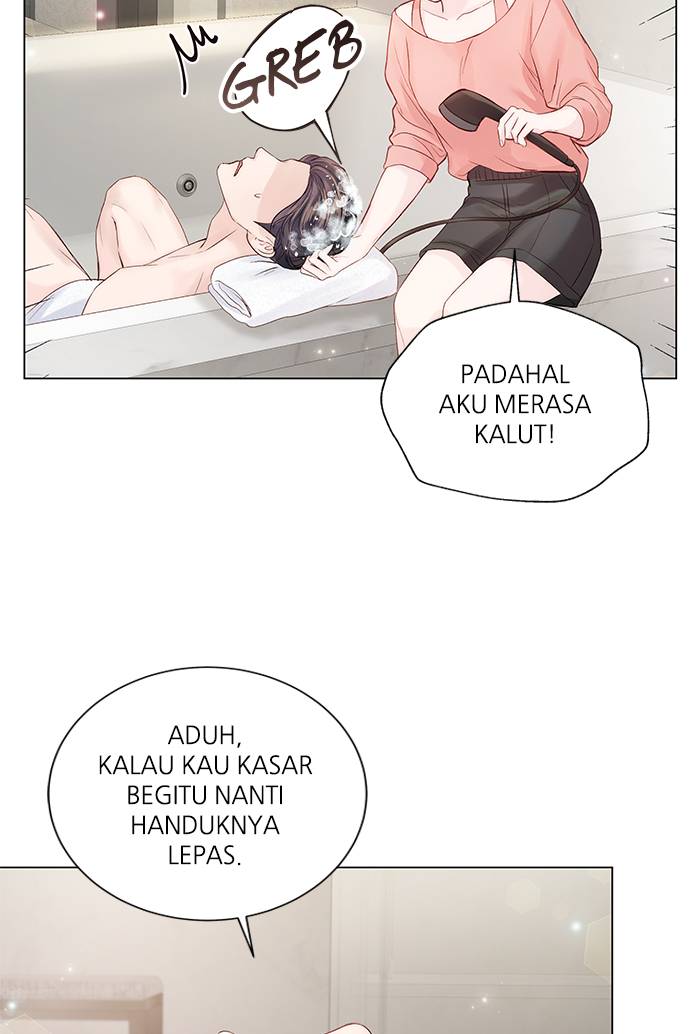 GREB
PADAHAL
AKU MERASA
KALUT!
ADUH,
KALAU KAU KASAR
BEGITU NANTI
HANDUKNYA
LEPAS.